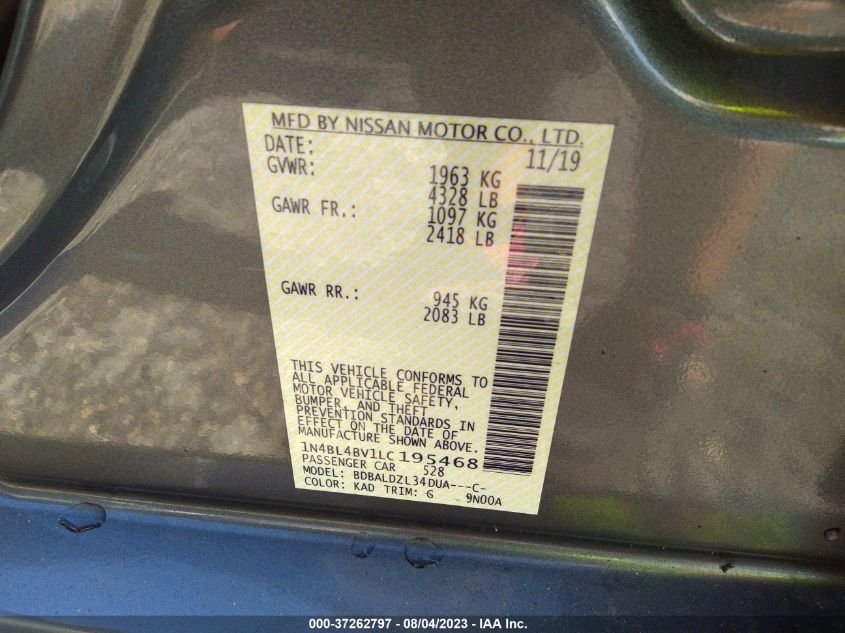 MFD BY NISSAN MOTOR CO., LTD.
DATE: 11/19
GVWR: 1963 KG
4328 LB
GAWR FR.: 1097 KG
2418 LB
GAWR RR.: 945 KG
2083 LB
THIS VEHICLE CONFORMS TO
ALL APPLICABLE FEDERAL
MOTOR VEHICLE SAFETY,
BUMPER, AND THEFT
PREVENTION STANDARDS IN
EFFECT ON THE DATE OF
MANUFACTURE SHOWN ABOVE.
1N4BL4BV1LC195468
PASSENGER CAR 528
MODEL: BDBALDZL34DUA---C-
COLOR: KAD TRIM: G 9N00A
000-37262797 - 08/04/2023 - IAA Inc.